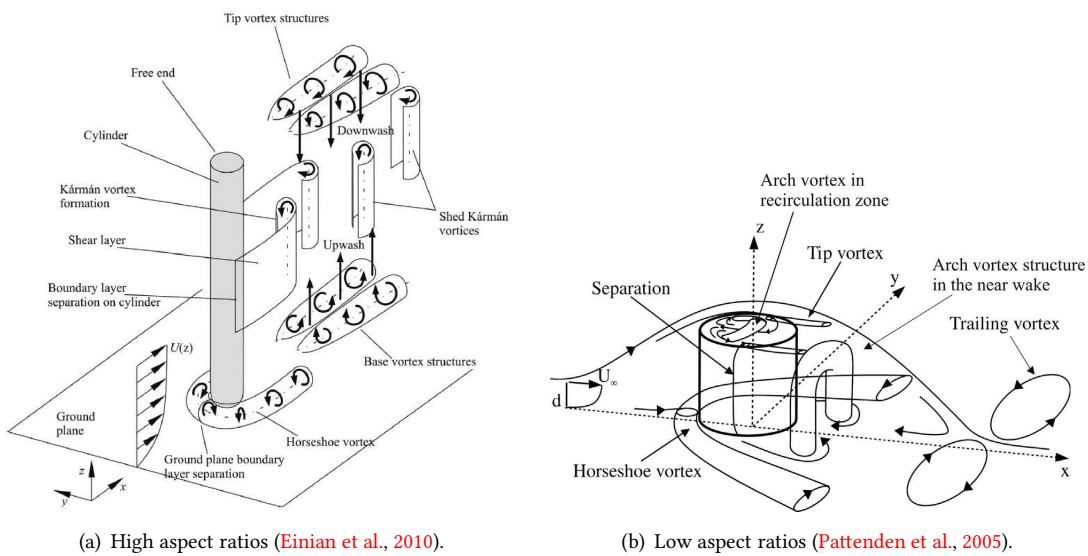 Tip vortex structures
Free end
Cylinder
Downwash
Kármán vortex
formation
Shed Kármán
vortices
Shear layer
Upwash
Boundary layer
separation on cylinder
U(z)
Base vortex structures
Ground
plane
Horseshoe vortex
Ground plane boundary
layer separation
z
y
x
Arch vortex in
recirculation zone
z
Tip vortex
y
Arch vortex structure
in the near wake
Separation
Trailing vortex
U∞
d
Horseshoe vortex
x
(a) High aspect ratios (Einian et al., 2010).
(b) Low aspect ratios (Pattenden et al., 2005).